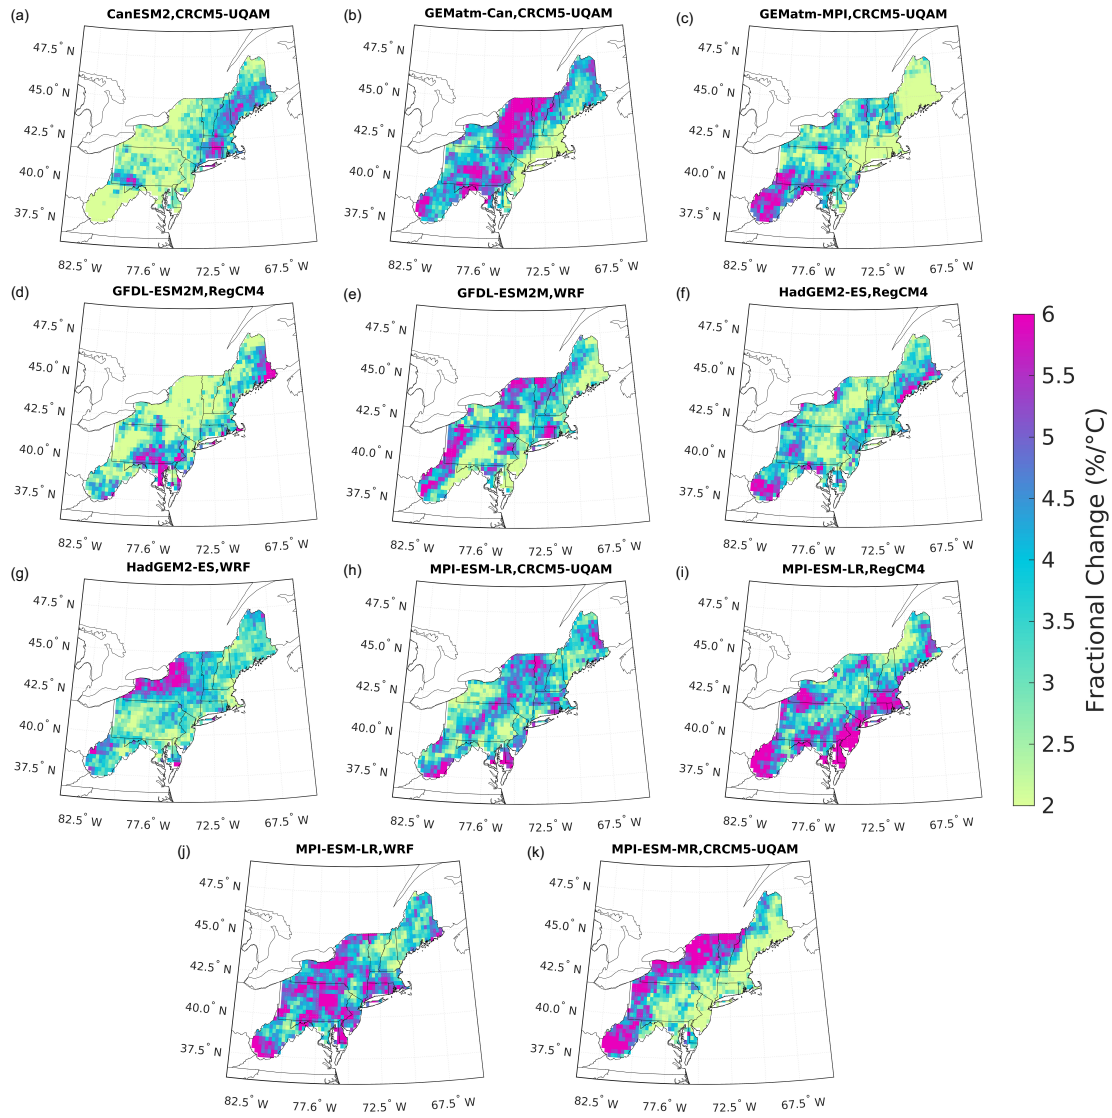 (a) CanESM2,CRCM5-UQAM
47.5° N
45.0° N
42.5° N
40.0° N
37.5° N
82.5° W 77.6° W 72.5° W 67.5° W
(b) GEMatm-Can,CRCM5-UQAM
47.5° N
45.0° N
42.5° N
40.0° N
37.5° N
82.5° W 77.6° W 72.5° W 67.5° W
(c) GEMatm-MPI,CRCM5-UQAM
47.5° N
45.0° N
42.5° N
40.0° N
37.5° N
82.5° W 77.6° W 72.5° W 67.5° W
(d) GFDL-ESM2M,RegCM4
47.5° N
45.0° N
42.5° N
40.0° N
37.5° N
82.5° W 77.6° W 72.5° W 67.5° W
(e) GFDL-ESM2M,WRF
47.5° N
45.0° N
42.5° N
40.0° N
37.5° N
82.5° W 77.6° W 72.5° W 67.5° W
(f) HadGEM2-ES,RegCM4
47.5° N
45.0° N
42.5° N
40.0° N
37.5° N
82.5° W 77.6° W 72.5° W 67.5° W
(g) HadGEM2-ES,WRF
47.5° N
45.0° N
42.5° N
40.0° N
37.5° N
82.5° W 77.6° W 72.5° W 67.5° W
(h) MPI-ESM-LR,CRCM5-UQAM
47.5° N
45.0° N
42.5° N
40.0° N
37.5° N
82.5° W 77.6° W 72.5° W 67.5° W
(i) MPI-ESM-LR,RegCM4
47.5° N
45.0° N
42.5° N
40.0° N
37.5° N
82.5° W 77.6° W 72.5° W 67.5° W
(j) MPI-ESM-LR,WRF
47.5° N
45.0° N
42.5° N
40.0° N
37.5° N
82.5° W 77.6° W 72.5° W 67.5° W
(k) MPI-ESM-MR,CRCM5-UQAM
47.5° N
45.0° N
42.5° N
40.0° N
37.5° N
82.5° W 77.6° W 72.5° W 67.5° W
6
5.5
5
4.5
4
3.5
3
2.5
2
Fractional Change (%/°C)